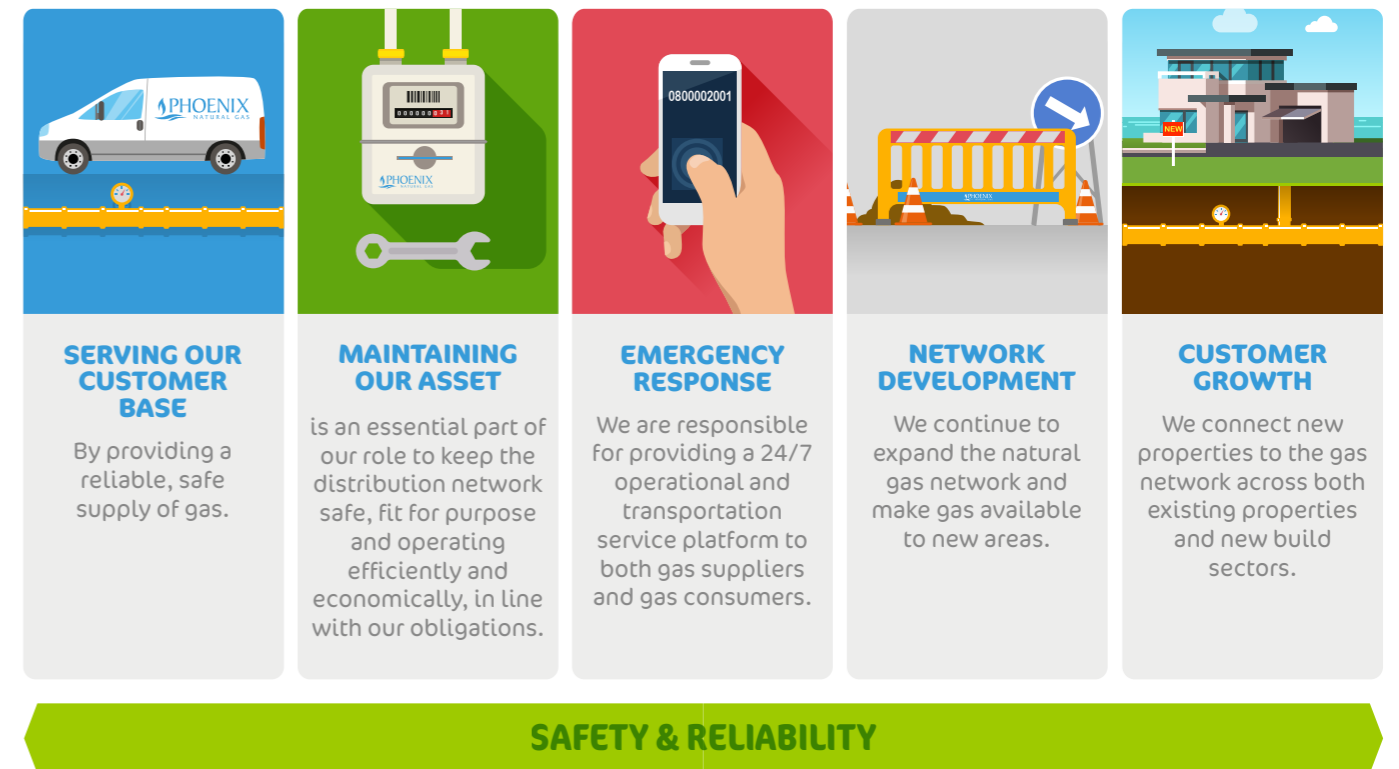 PHOENIX
NATURAL GAS
PHOENIX
NATURAL GAS
0800002001
PHOENIX
NEW
SERVING OUR
CUSTOMER
BASE
By providing a
reliable, safe
supply of gas.
MAINTAINING
OUR ASSET
is an essential part of
our role to keep the
distribution network
safe, fit for purpose
and operating
efficiently and
economically, in line
with our obligations.
EMERGENCY
RESPONSE
We are responsible
for providing a 24/7
operational and
transportation
service platform to
both gas suppliers
and gas consumers.
NETWORK
DEVELOPMENT
We continue to
expand the natural
gas network and
make gas available
to new areas.
CUSTOMER
GROWTH
We connect new
properties to the gas
network across both
existing properties
and new build
sectors.
SAFETY & RELIABILITY